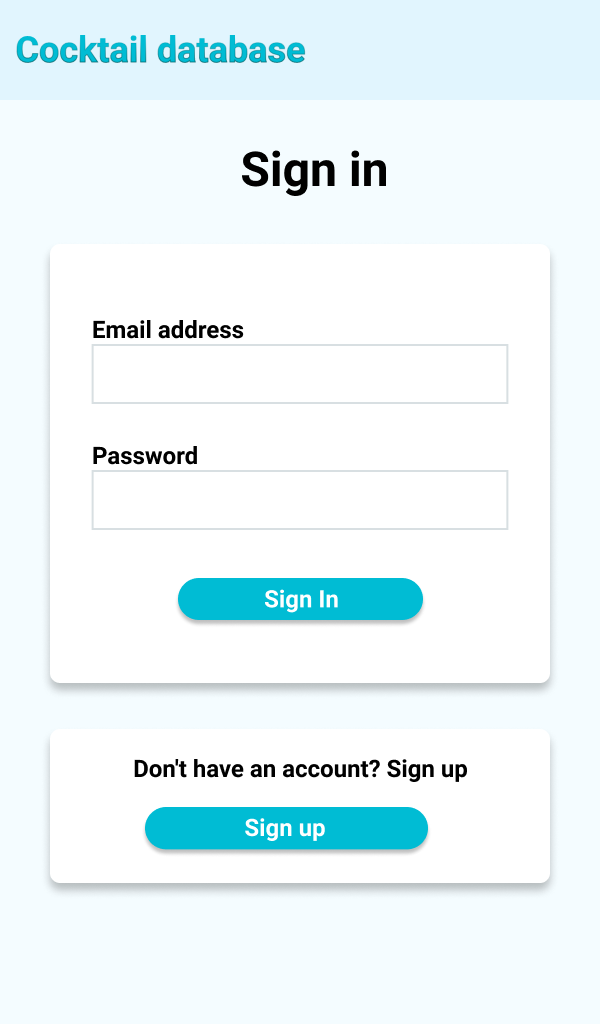 Cocktail database
Sign in
Email address
Password
Sign In
Don't have an account? Sign up
Sign up